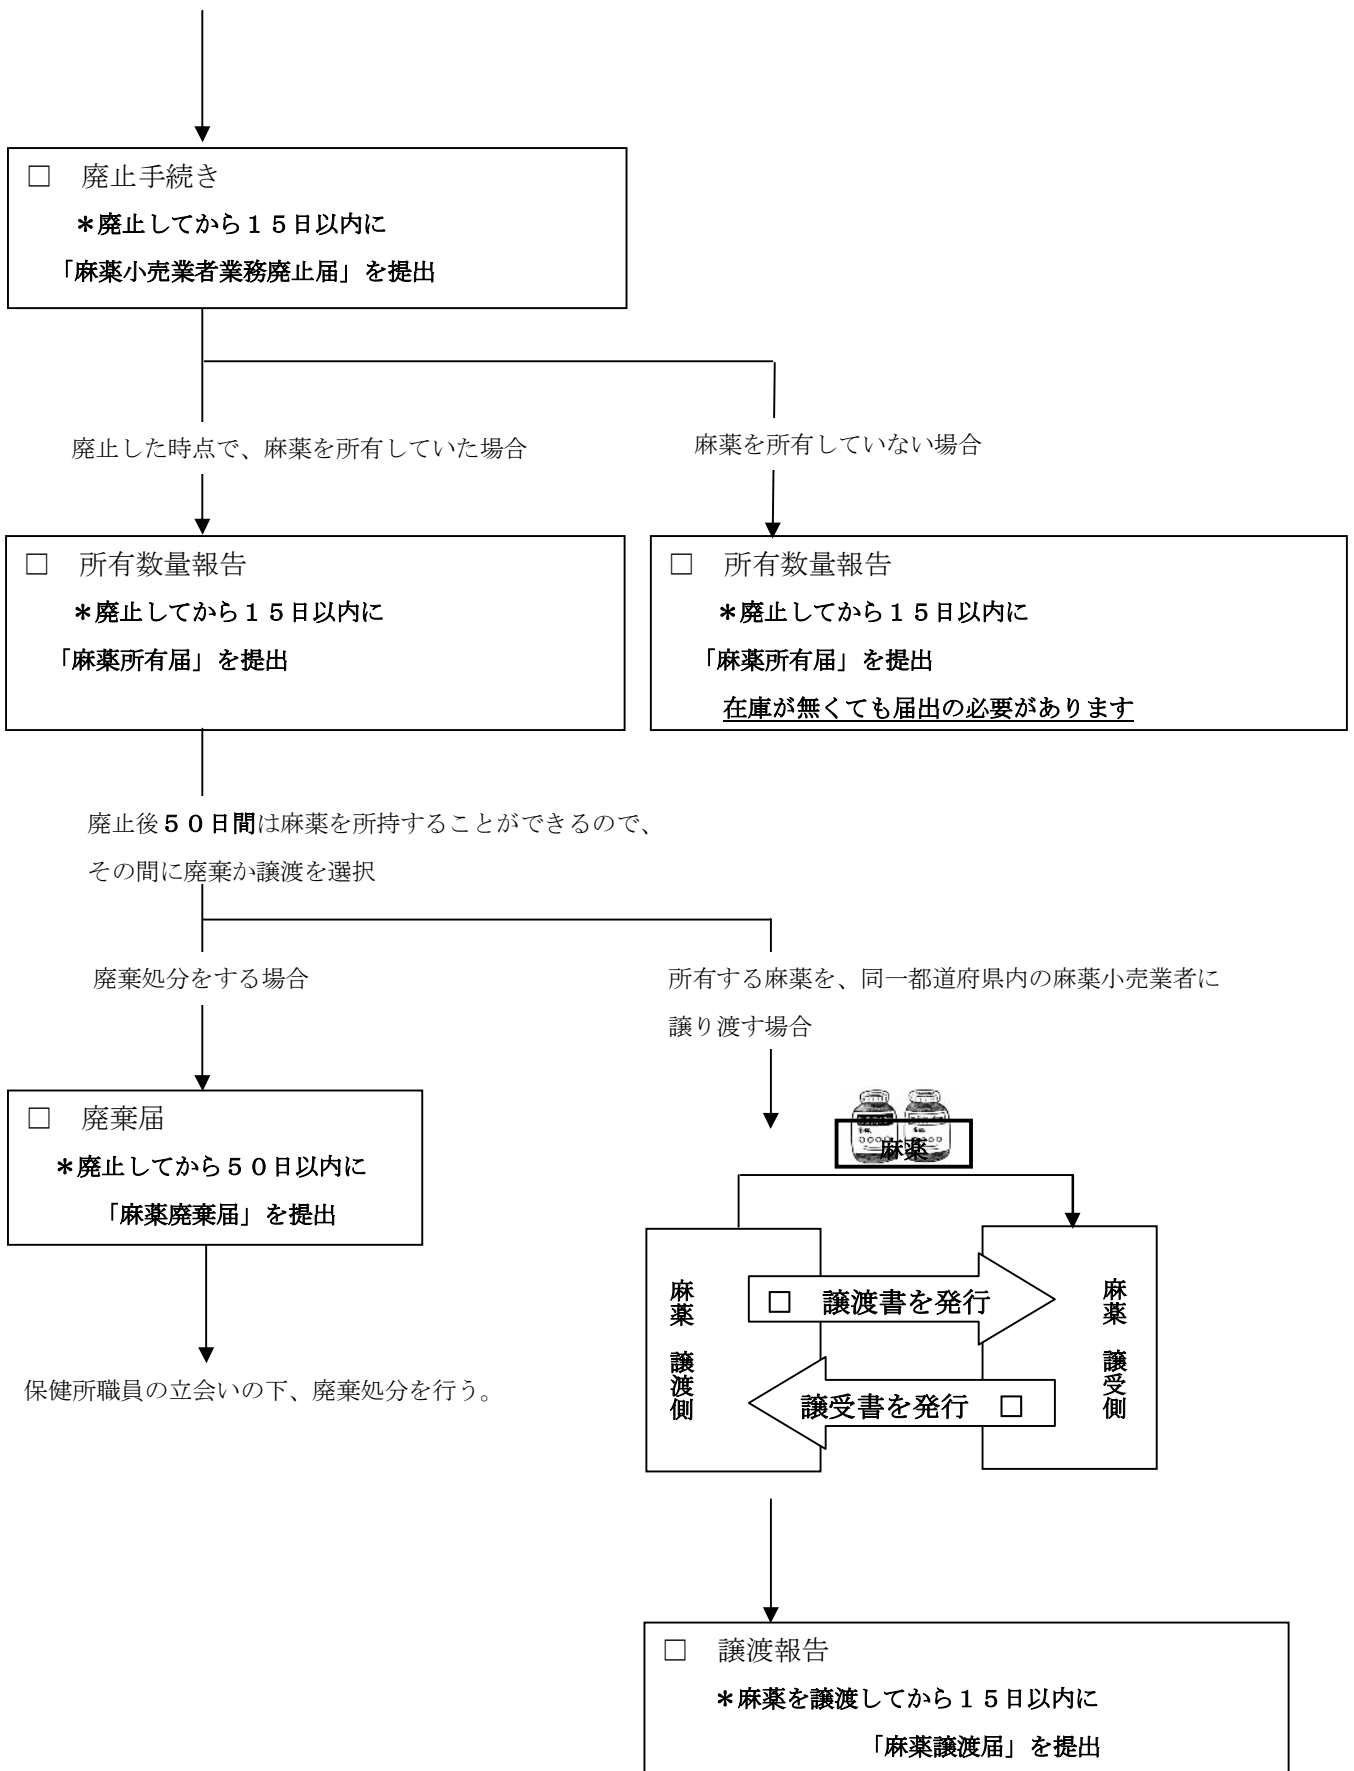 □　廃止手続き
＊廃止してから１５日以内に
「麻薬小売業者業務廃止届」を提出
廃止した時点で、麻薬を所有していた場合
麻薬を所有していない場合
□　所有数量報告
＊廃止してから１５日以内に
「麻薬所有届」を提出
□　所有数量報告
＊廃止してから１５日以内に
「麻薬所有届」を提出
在庫が無くても届出の必要があります
廃止後５０日間は麻薬を所持することができるので、
その間に廃棄か譲渡を選択
廃棄処分をする場合
所有する麻薬を、同一都道府県内の麻薬小売業者に
譲り渡す場合
□　廃棄届
＊廃止してから５０日以内に
「麻薬廃棄届」を提出
保健所職員の立会いの下、廃棄処分を行う。
麻薬
麻薬　譲渡側
□　譲渡書を発行
譲受書を発行　□
麻薬　譲受側
□　譲渡報告
＊麻薬を譲渡してから１５日以内に
「麻薬譲渡届」を提出